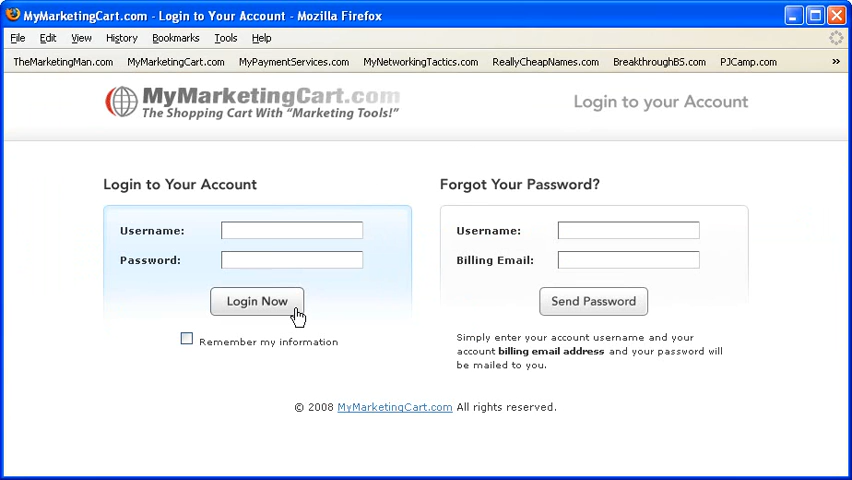 MyMarketingCart.com - Login to Your Account - Mozilla Firefox
File Edit View History Bookmarks Tools Help
TheMarketingMan.com MyMarketingCart.com MyPaymentServices.com MyNetworkingTactics.com ReallyCheapNames.com BreakthroughBS.com PJCamp.com »
MyMarketingCart.com
The Shopping Cart With "Marketing Tools!"
Login to your Account
Login to Your Account
Username:
Password:
Login Now
Remember my information
Forgot Your Password?
Username:
Billing Email:
Send Password
Simply enter your account username and your
account billing email address and your password will
be mailed to you.
© 2008 MyMarketingCart.com All rights reserved.